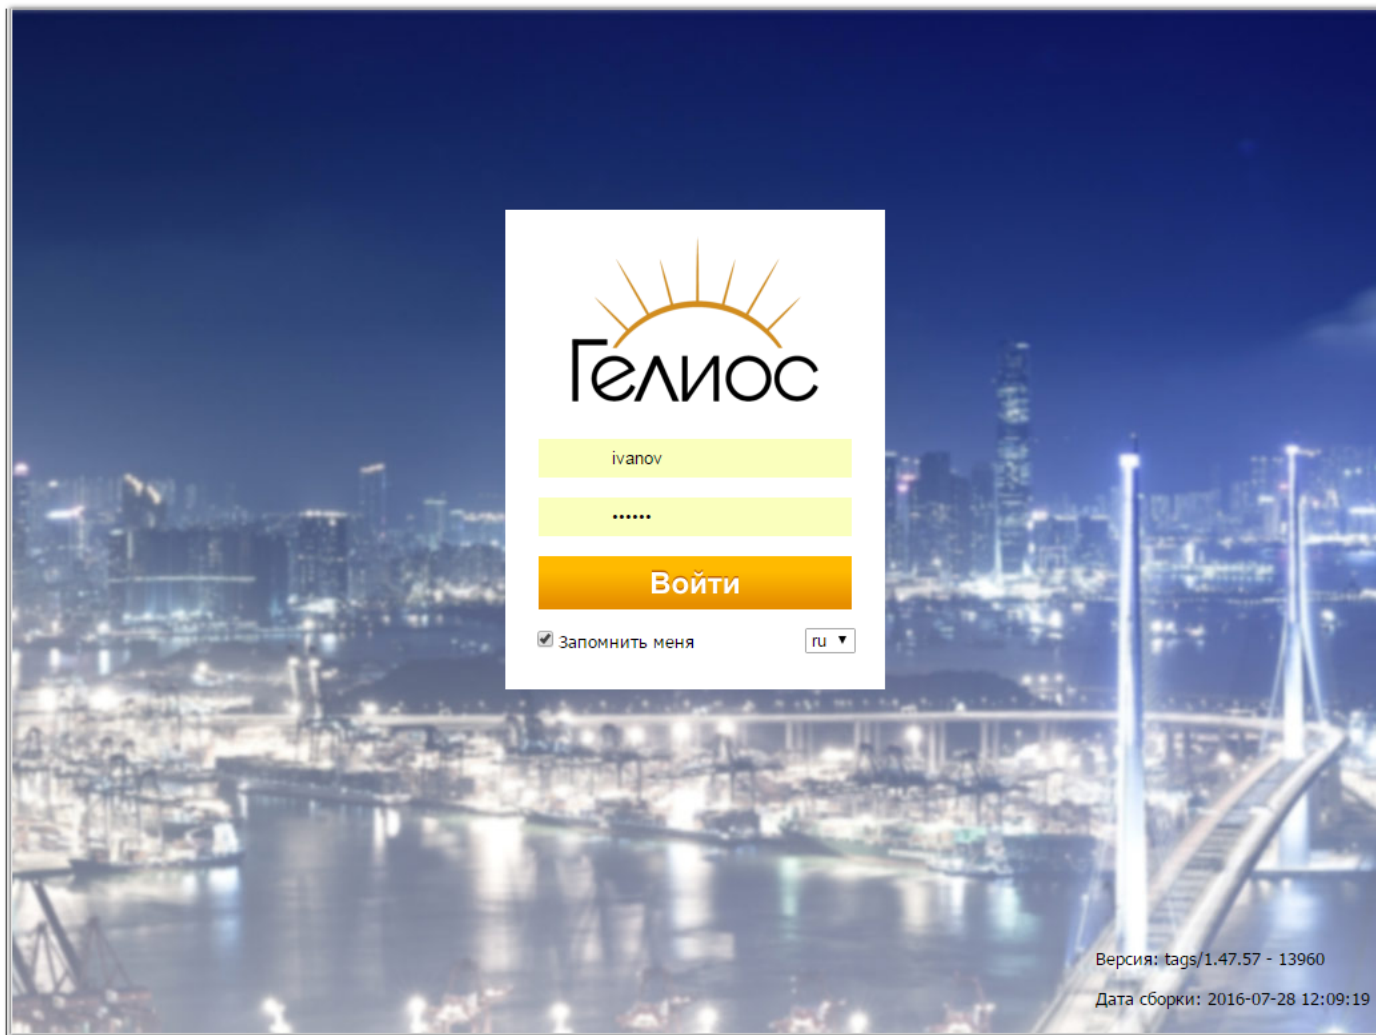 Гелиос
ivanov
••••••
Войти
Запомнить меня
ru
Версия: tags/1.47.57 - 13960
Дата сборки: 2016-07-28 12:09:19